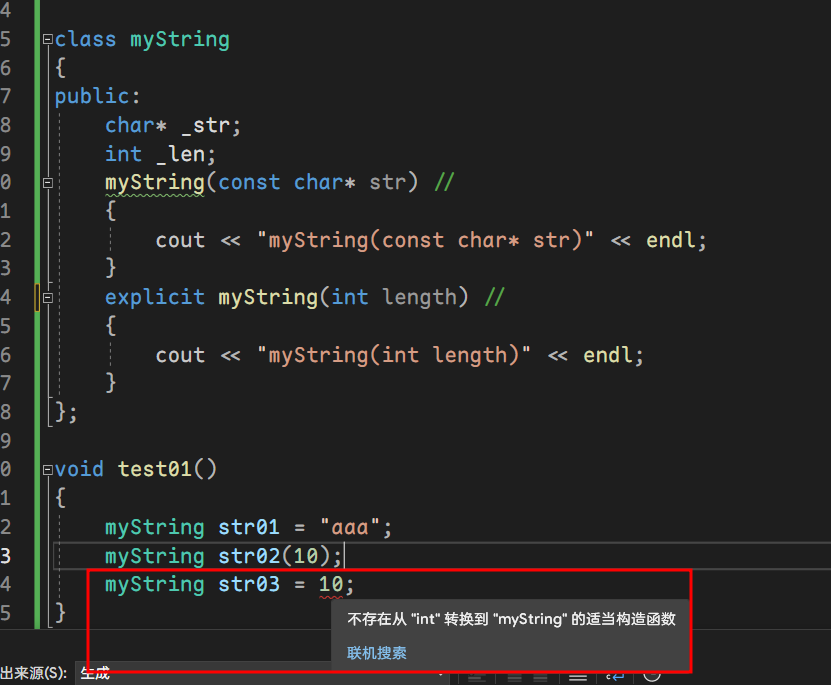 4
5 class myString
6 {
7 public:
8 char* _str;
9 int _len;
0 myString(const char* str) //
1 {
2 cout << "myString(const char* str)" << endl;
3 }
4 explicit myString(int length) //
5 {
6 cout << "myString(int length)" << endl;
7 }
8 };
9
0 void test01()
1 {
2 myString str01 = "aaa";
3 myString str02(10);
4 myString str03 = 10;
5 }
不存在从 "int" 转换到 "myString" 的适当构造函数
联机搜索
出来源(S): 生成